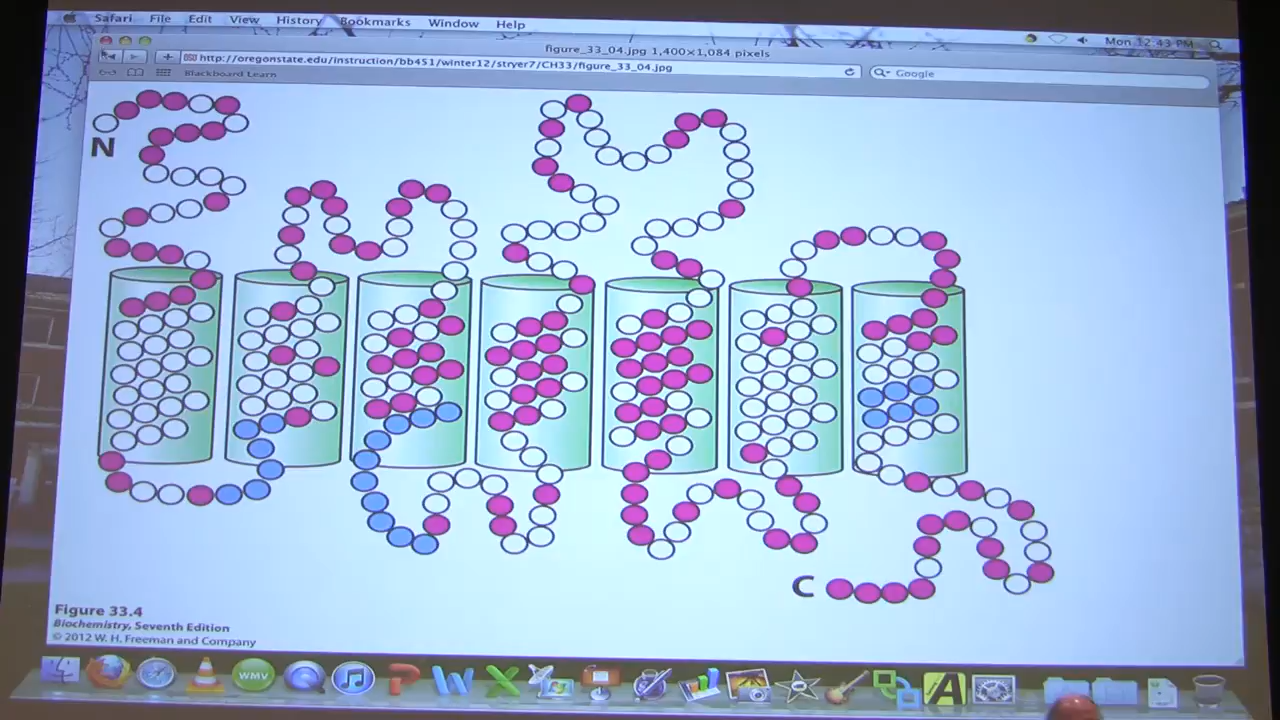 Safari File Edit View History Bookmarks Window Help
Mon 12:43 PM
figure_33_04.jpg 1,400×1,084 pixels
http://oregonstate.edu/instruction/bb451/winter12/stryer7/CH33/figure_33_04.jpg
Google
Blackboard Learn
N
C
Figure 33.4
Biochemistry, Seventh Edition
© 2012 W. H. Freeman and Company
WMV